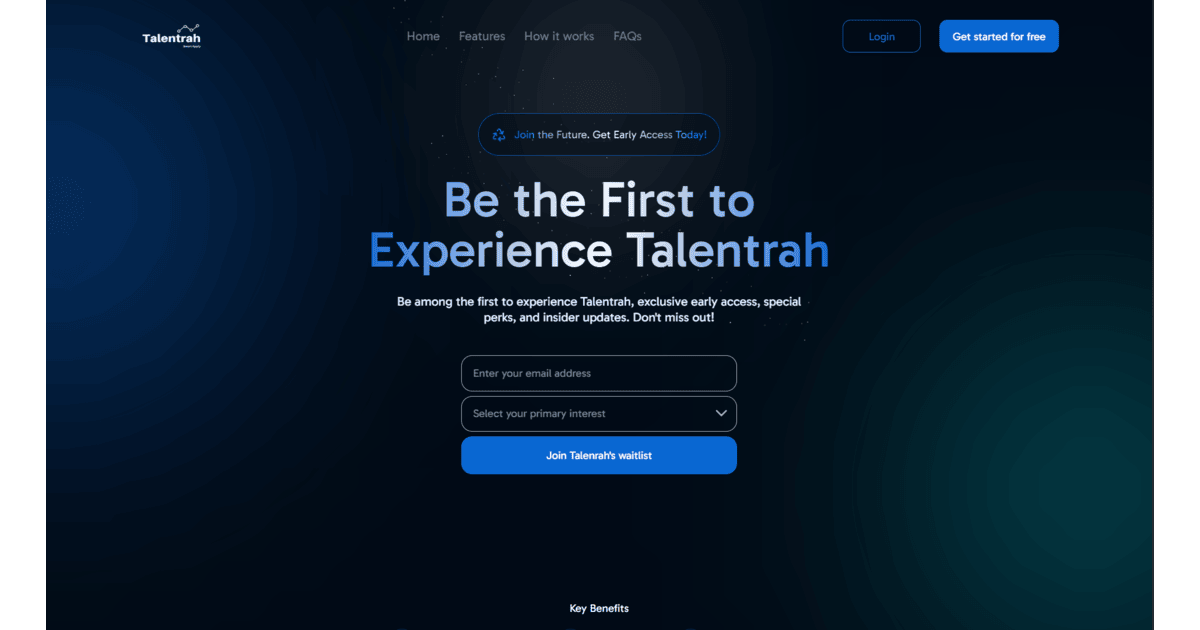 Talentrah
Home Features How it works FAQs
Login
Get started for free
Join the Future. Get Early Access Today!
Be the First to
Experience Talentrah
Be among the first to experience Talentrah, exclusive early access, special
perks, and insider updates. Don't miss out!
Enter your email address
Select your primary interest
Join Talenrah's waitlist
Key Benefits